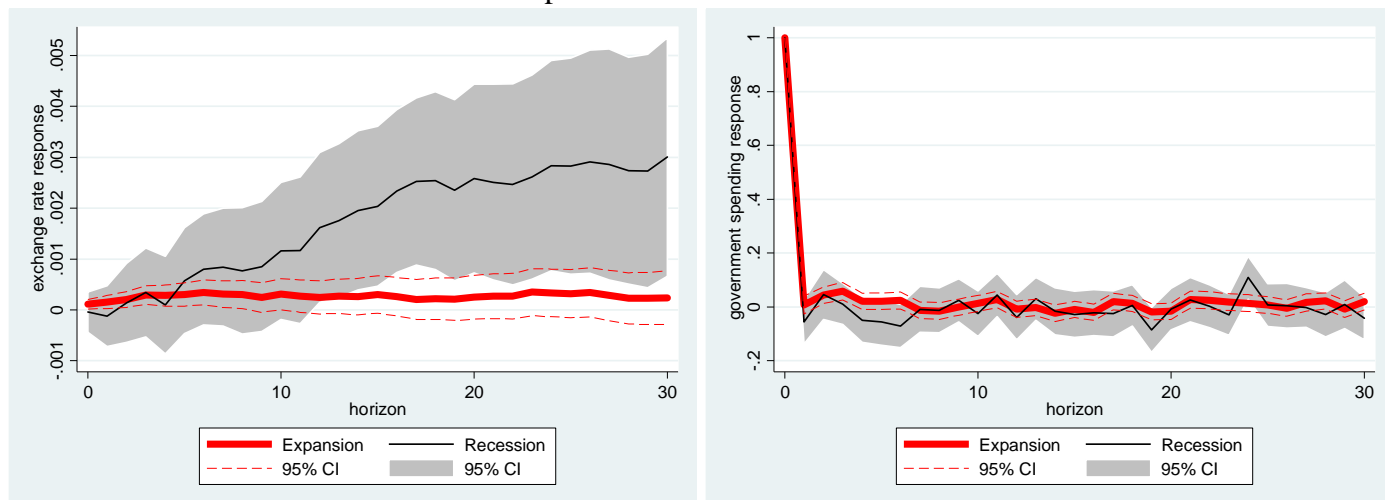 exchange rate response
.005
.004
.003
.002
.001
0
-.001
0 10 20 30
horizon
Expansion Recession
95% CI 95% CI
government spending response
1
.8
.6
.4
.2
0
-.2
0 10 20 30
horizon
Expansion Recession
95% CI 95% CI